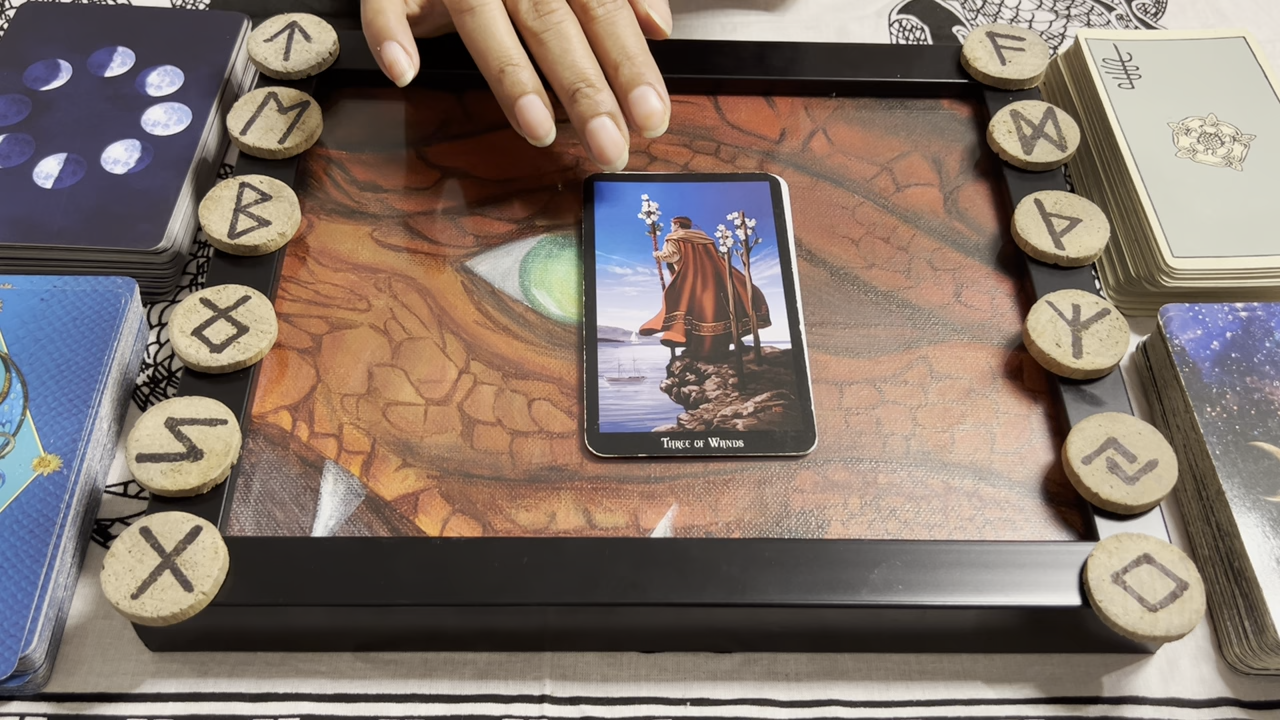 ᛏ
ᚨ
ᛖ
ᛞ
ᛒ
ᚦ
ᛝ
ᛉ
ᛋ
ᛃ
ᚷ
ᛜ
Three of Wands